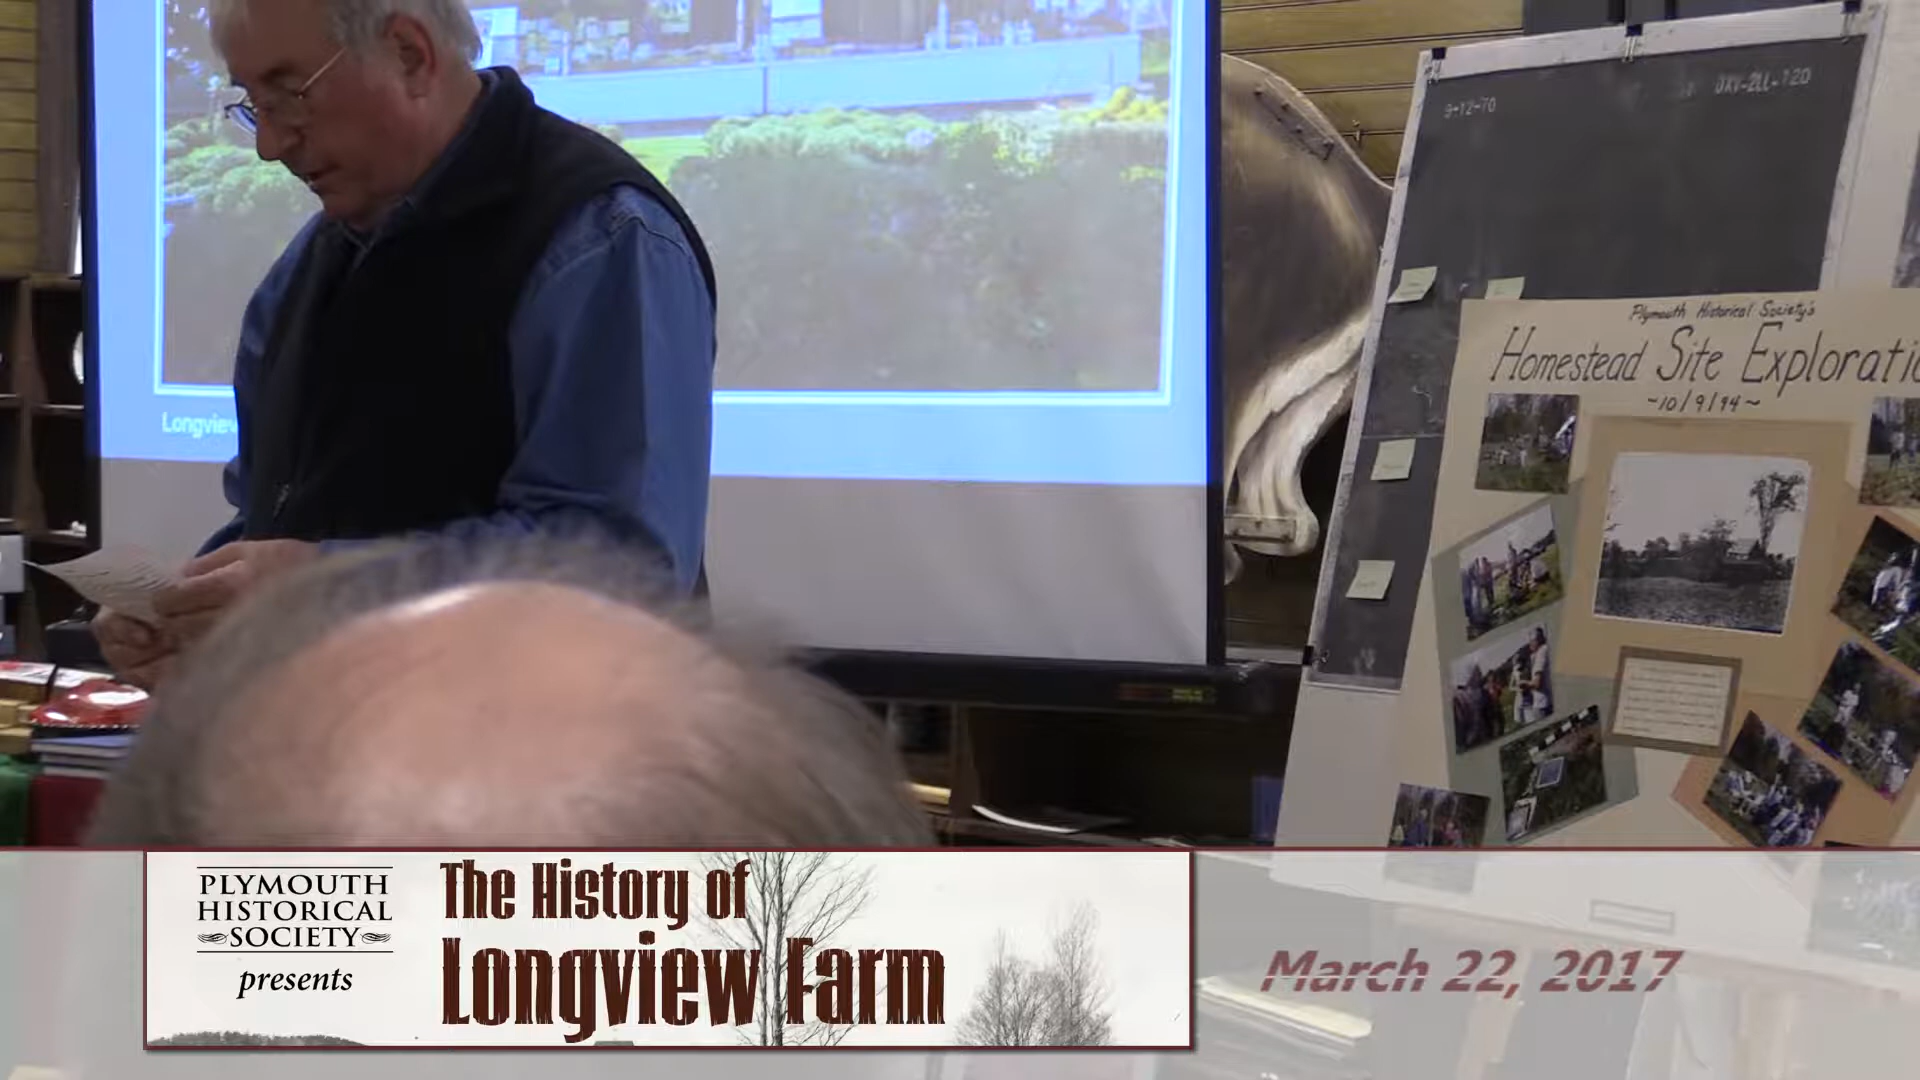 9-12-70
Longview
Plymouth Historical Society's
Homestead Site Exploratio
~10/9/94~
PLYMOUTH
HISTORICAL
SOCIETY
presents
The History of
Longview Farm
March 22, 2017